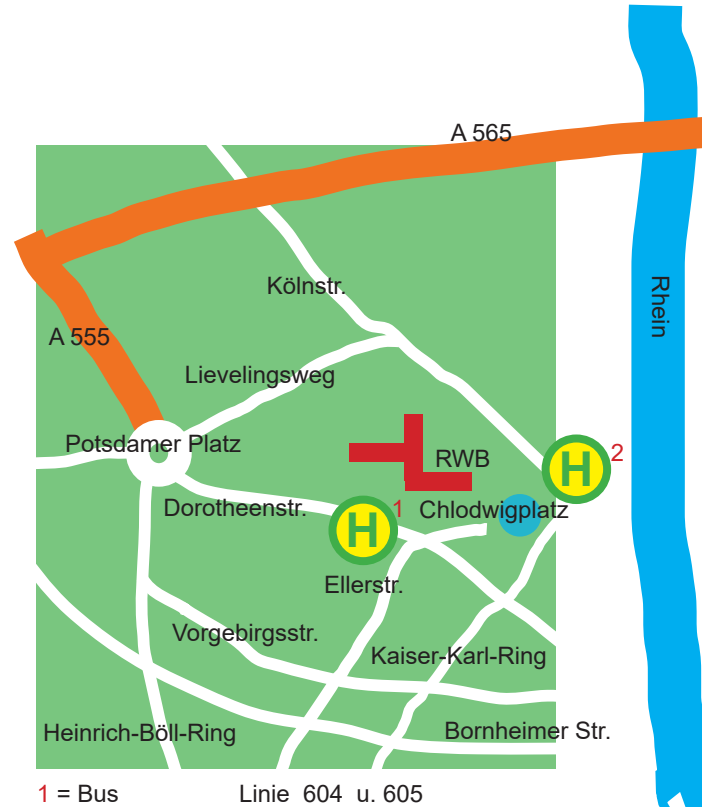 A 565
Rhein
Kölnstr.
A 555
Lievelingsweg
Potsdamer Platz
RWB
H 2
Dorotheenstr.
H 1
Chlodwigplatz
Ellerstr.
Vorgebirgsstr.
Kaiser-Karl-Ring
Heinrich-Böll-Ring
Bornheimer Str.
1 = Bus Linie 604 u. 605